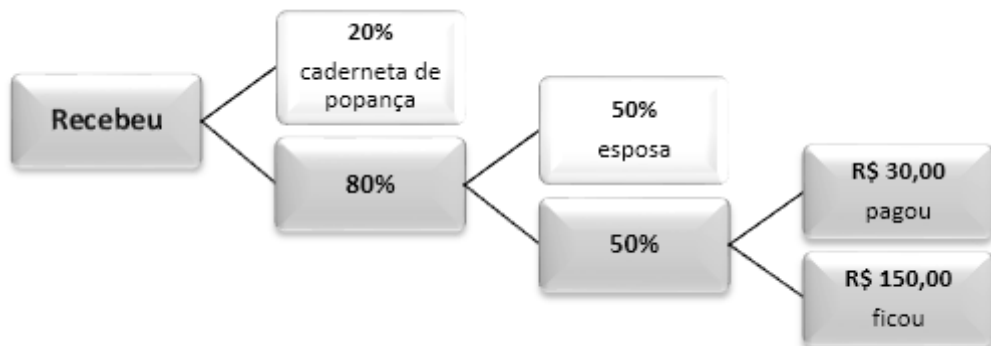 Recebeu
20%
caderneta de
popança
80%
50%
esposa
50%
R$ 30,00
pagou
R$ 150,00
ficou